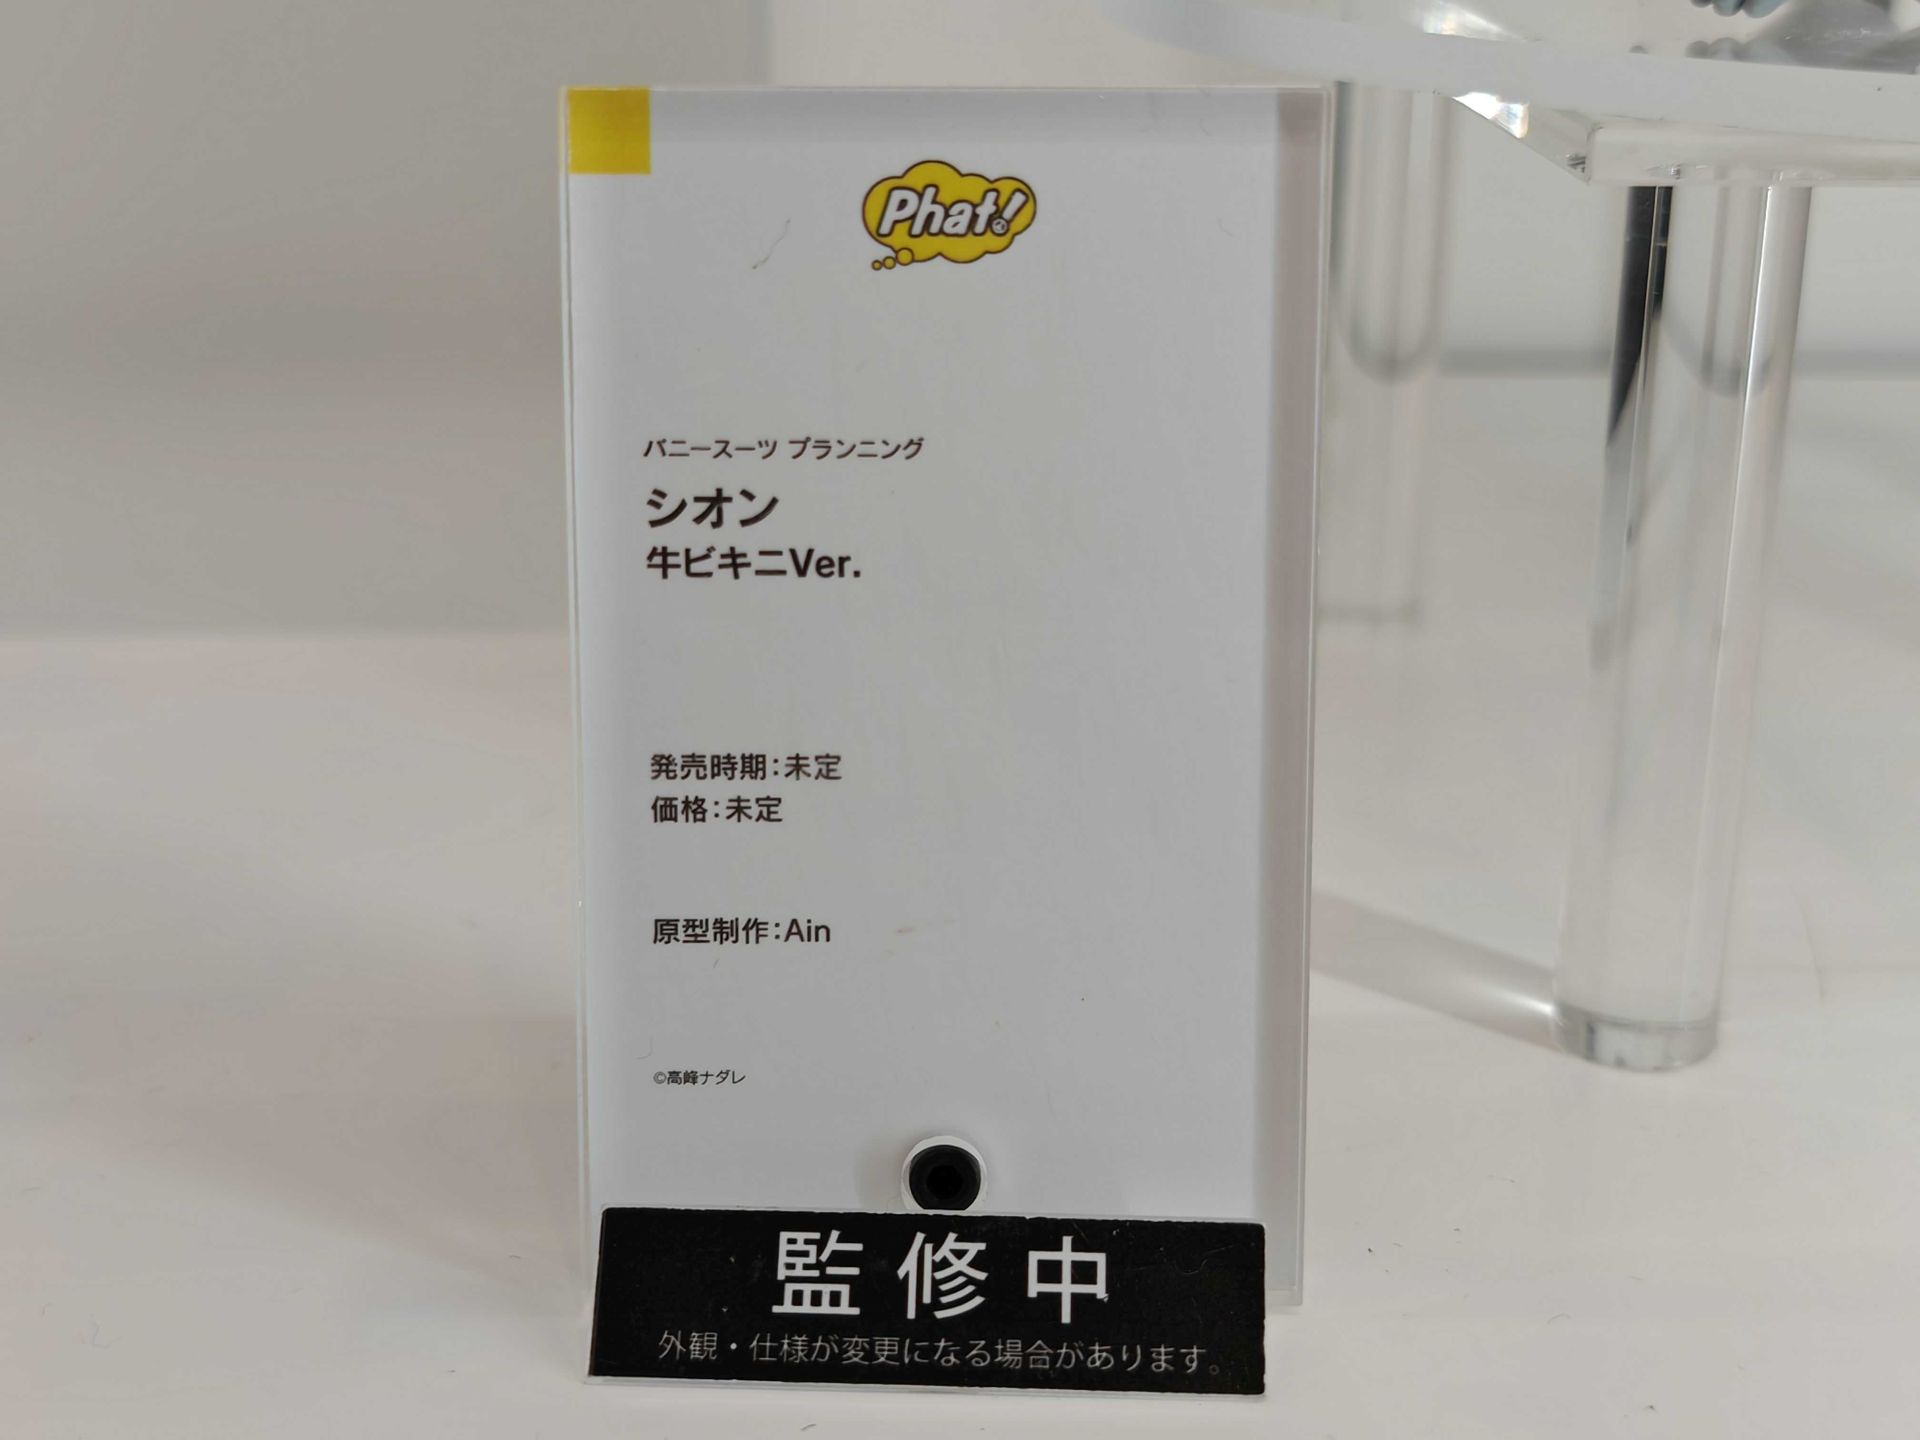 Phat!
バニースーツ プランニング
シオン
牛ビキニVer.
発売時期：未定
価格：未定
原型制作：Ain
©高峰ナダレ
監修中
外観・仕様が変更になる場合があります。